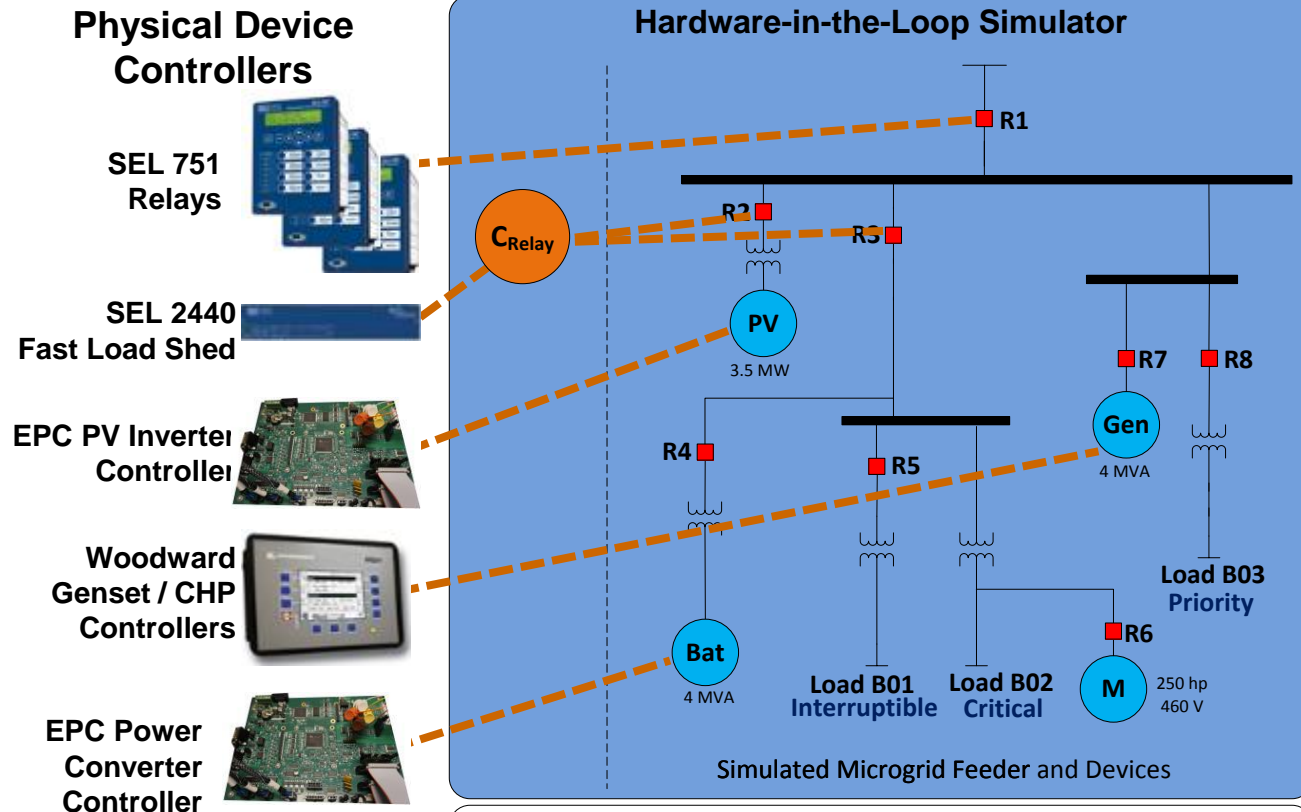 Physical Device
Controllers
SEL 751
Relays
SEL 2440
Fast Load Shed
EPC PV Inverter
Controller
Woodward
Genset / CHP
Controllers
EPC Power
Converter
Controller
Hardware-in-the-Loop Simulator
R1
R2
R3
C Relay
PV
3.5 MW
R7
R8
Gen
4 MVA
R4
R5
Load B03
Priority
R6
Bat
4 MVA
Load B01
Interruptible
Load B02
Critical
M
250 hp
460 V
Simulated Microgrid Feeder and Devices